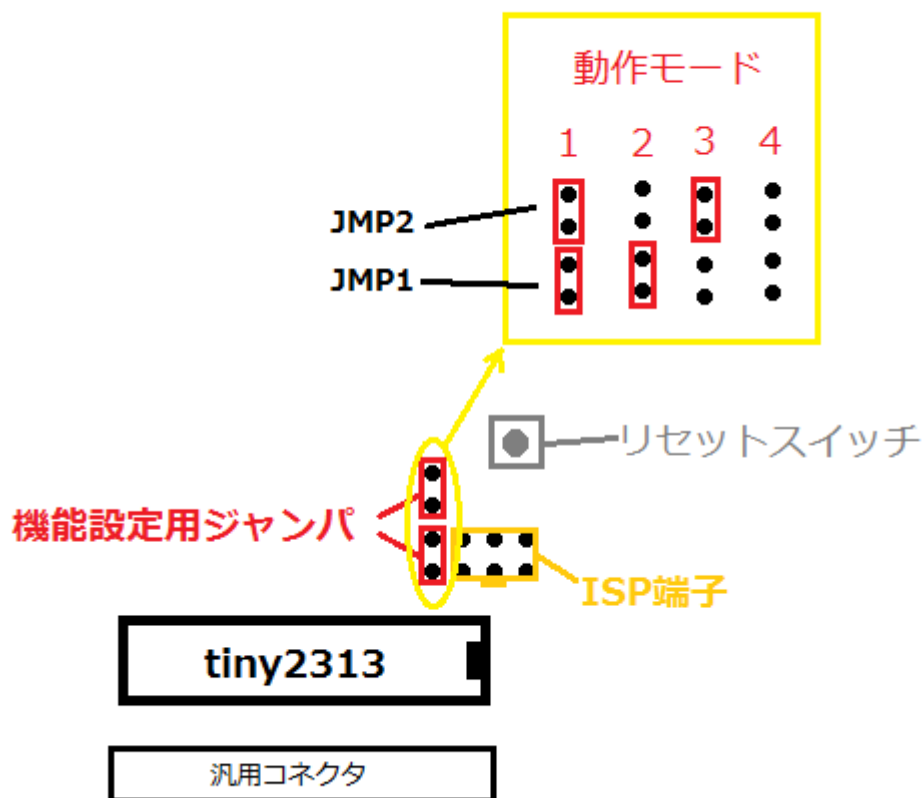 動作モード
1 2 3 4
JMP2
JMP1
リセットスイッチ
機能設定用ジャンパ
ISP端子
tiny2313
汎用コネクタ